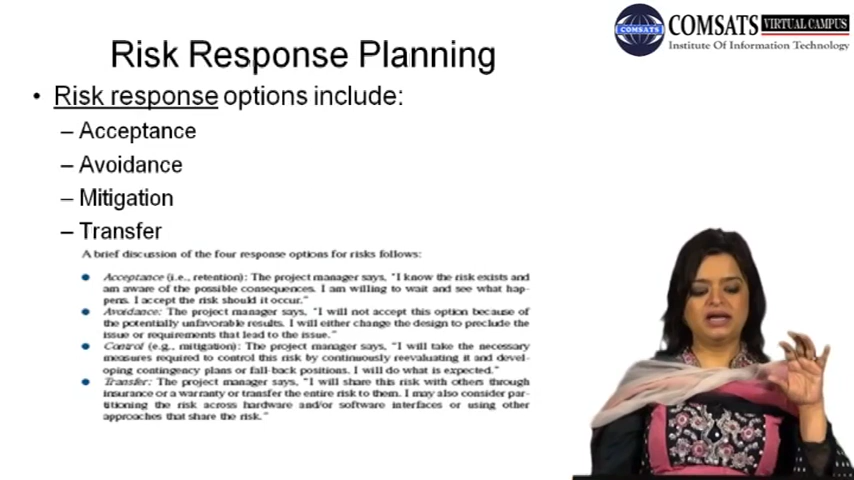 COMSATS VIRTUAL CAMPUS
COMSATS
Institute Of Information Technology
Risk Response Planning
• Risk response options include:
– Acceptance
– Avoidance
– Mitigation
– Transfer
A brief discussion of the four response options for risks follows:
Acceptance (i.e., retention): The project manager says, "I know the risk exists and
am aware of the possible consequences. I am willing to wait and see what hap-
pens. I accept the risk should it occur."
Avoidance: The project manager says, "I will not accept this option because of
the potentially unfavorable results. I will either change the design to preclude the
issue or requirements that lead to the issue."
Control (e.g., mitigation): The project manager says, "I will take the necessary
measures required to control this risk by continuously reevaluating it and devel-
oping contingency plans or fall-back positions. I will do what is expected."
Transfer: The project manager says, "I will share this risk with others through
insurance or a warranty or transfer the entire risk to them. I may also consider par-
titioning the risk across hardware and/or software interfaces or using other
approaches that share the risk."